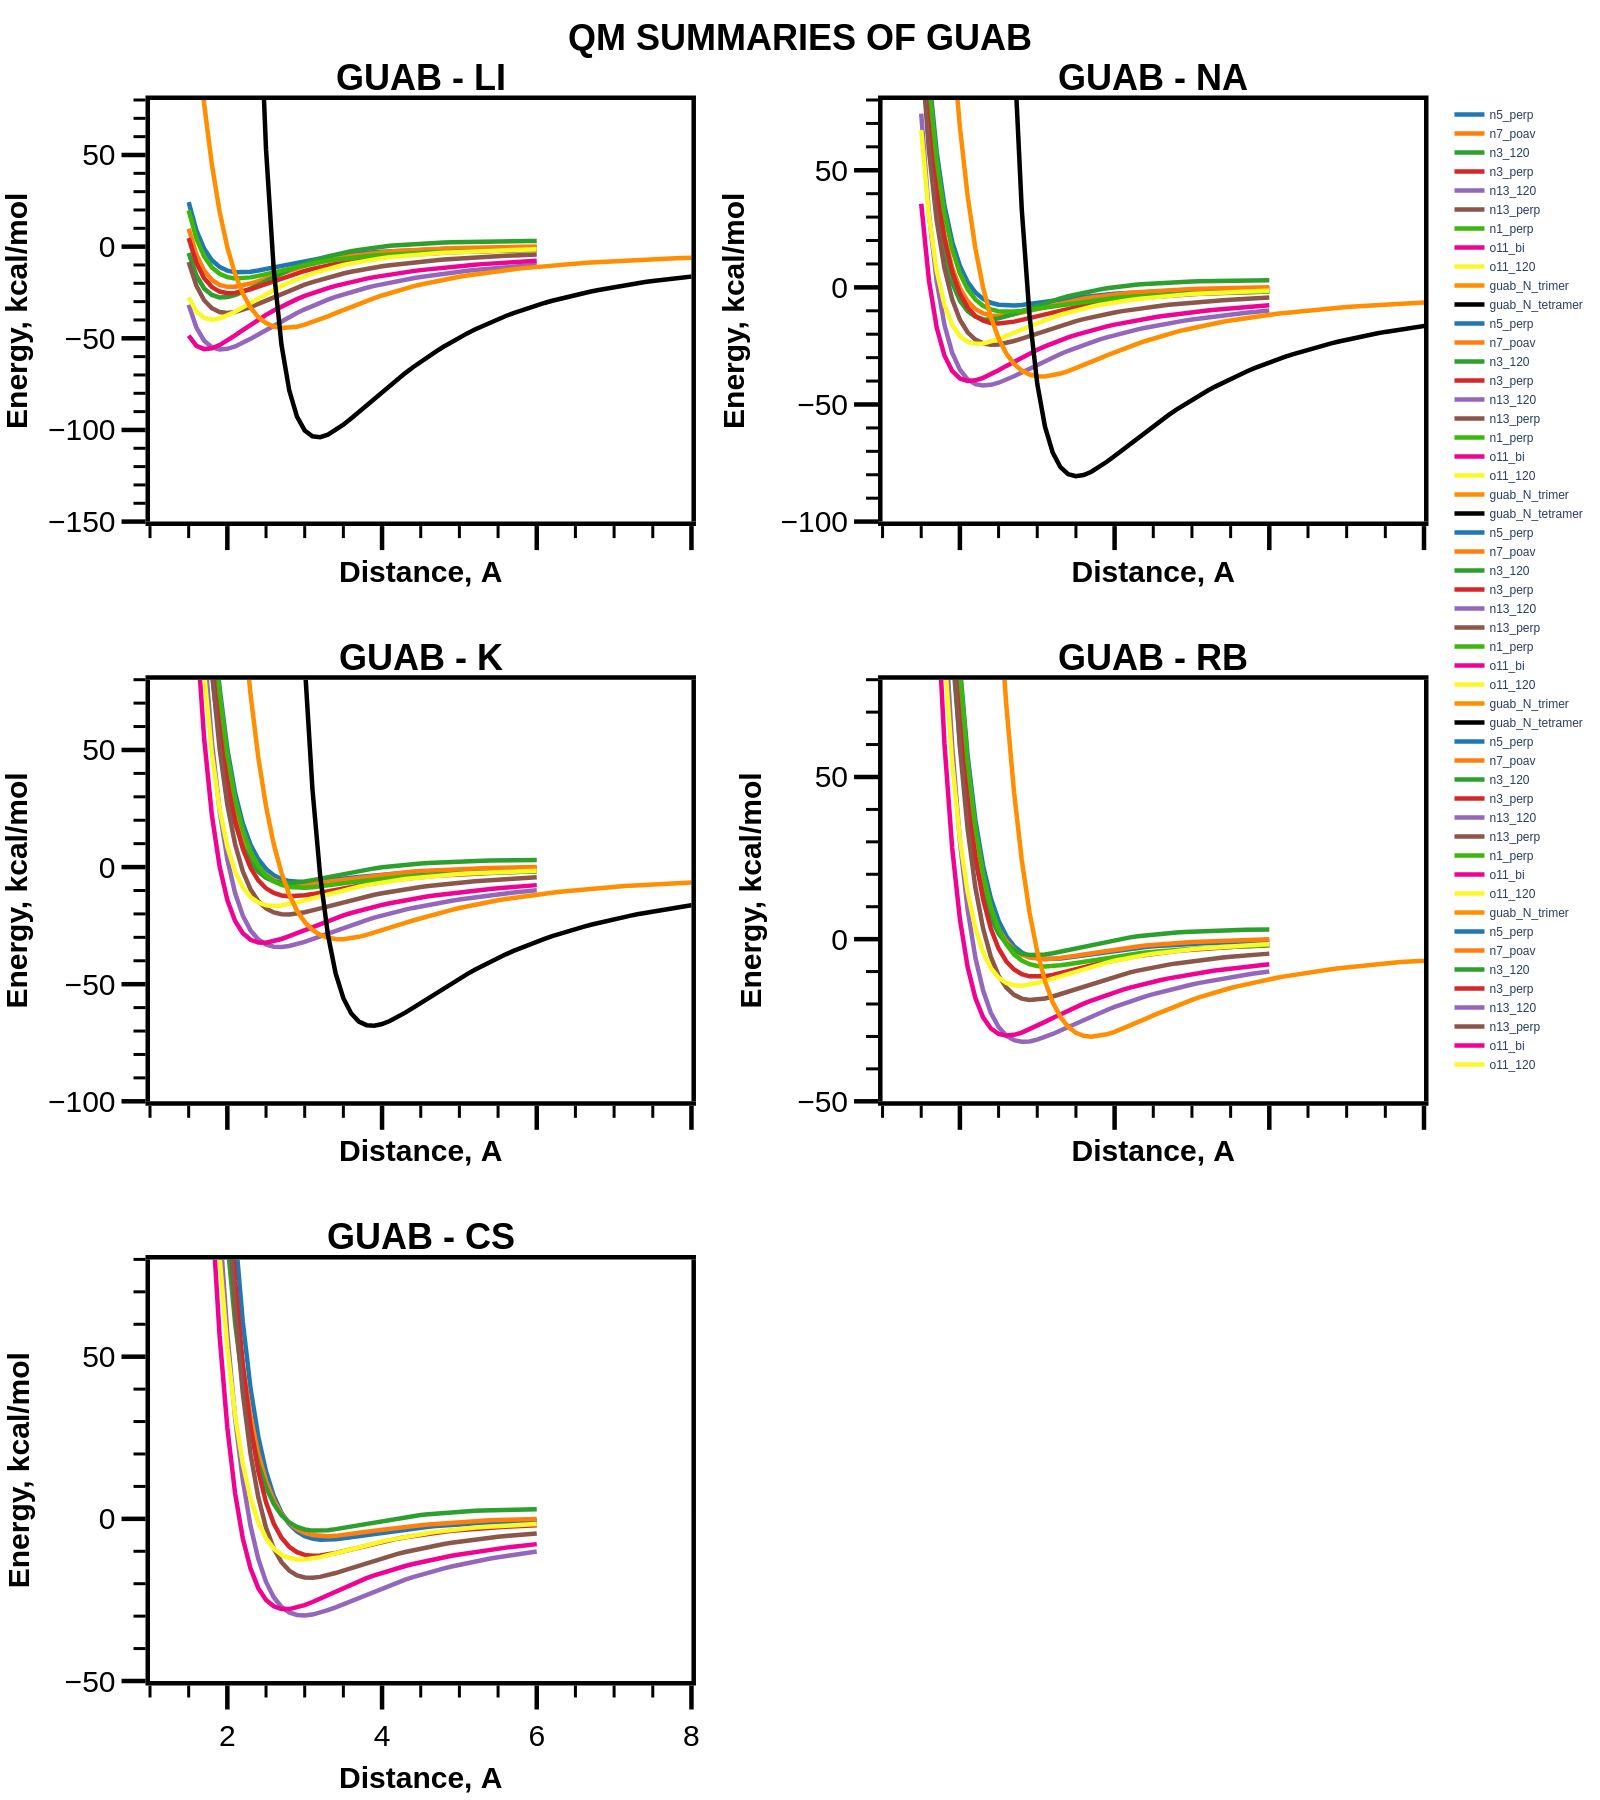 QM SUMMARIES OF GUAB
GUAB - LI
Energy, kcal/mol
50
0
−50
−100
−150
Distance, A
GUAB - NA
Energy, kcal/mol
50
0
−50
−100
Distance, A
GUAB - K
Energy, kcal/mol
50
0
−50
−100
Distance, A
GUAB - RB
Energy, kcal/mol
50
0
−50
Distance, A
GUAB - CS
Energy, kcal/mol
50
0
−50
2 4 6 8
Distance, A
n5_perp
n7_poav
n3_120
n3_perp
n13_120
n13_perp
n1_perp
o11_bi
o11_120
guab_N_trimer
guab_N_tetramer
n5_perp
n7_poav
n3_120
n3_perp
n13_120
n13_perp
n1_perp
o11_bi
o11_120
guab_N_trimer
guab_N_tetramer
n5_perp
n7_poav
n3_120
n3_perp
n13_120
n13_perp
n1_perp
o11_bi
o11_120
guab_N_trimer
guab_N_tetramer
n5_perp
n7_poav
n3_120
n3_perp
n13_120
n13_perp
n1_perp
o11_bi
o11_120
guab_N_trimer
n5_perp
n7_poav
n3_120
n3_perp
n13_120
n13_perp
o11_bi
o11_120